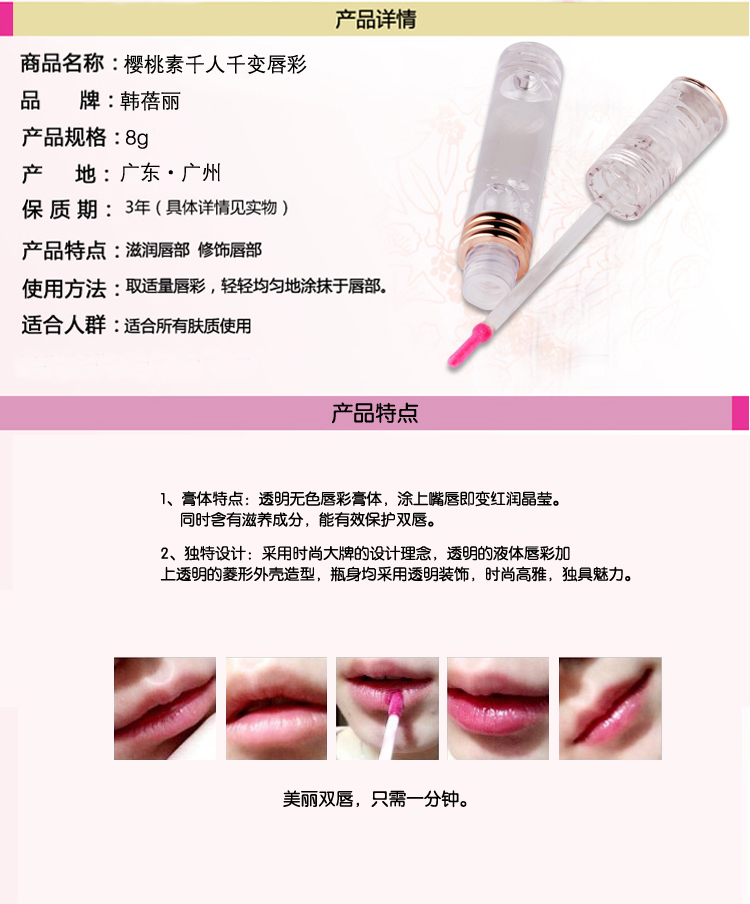 产品详情
商品名称：樱桃素千人千变唇彩
品 牌：韩蓓丽
产品规格：8g
产 地：广东·广州
保 质 期： 3年（具体详情见实物）
产品特点：滋润唇部 修饰唇部
使用方法：取适量唇彩，轻轻均匀地涂抹于唇部。
适合人群：适合所有肤质使用
产品特点
1、膏体特点：透明无色唇彩膏体，涂上嘴唇即变红润晶莹。
同时含有滋养成分，能有效保护双唇。
2、独特设计：采用时尚大牌的设计理念，透明的液体唇彩加
上透明的菱形外壳造型，瓶身均采用透明装饰，时尚高雅，独具魅力。
美丽双唇，只需一分钟。